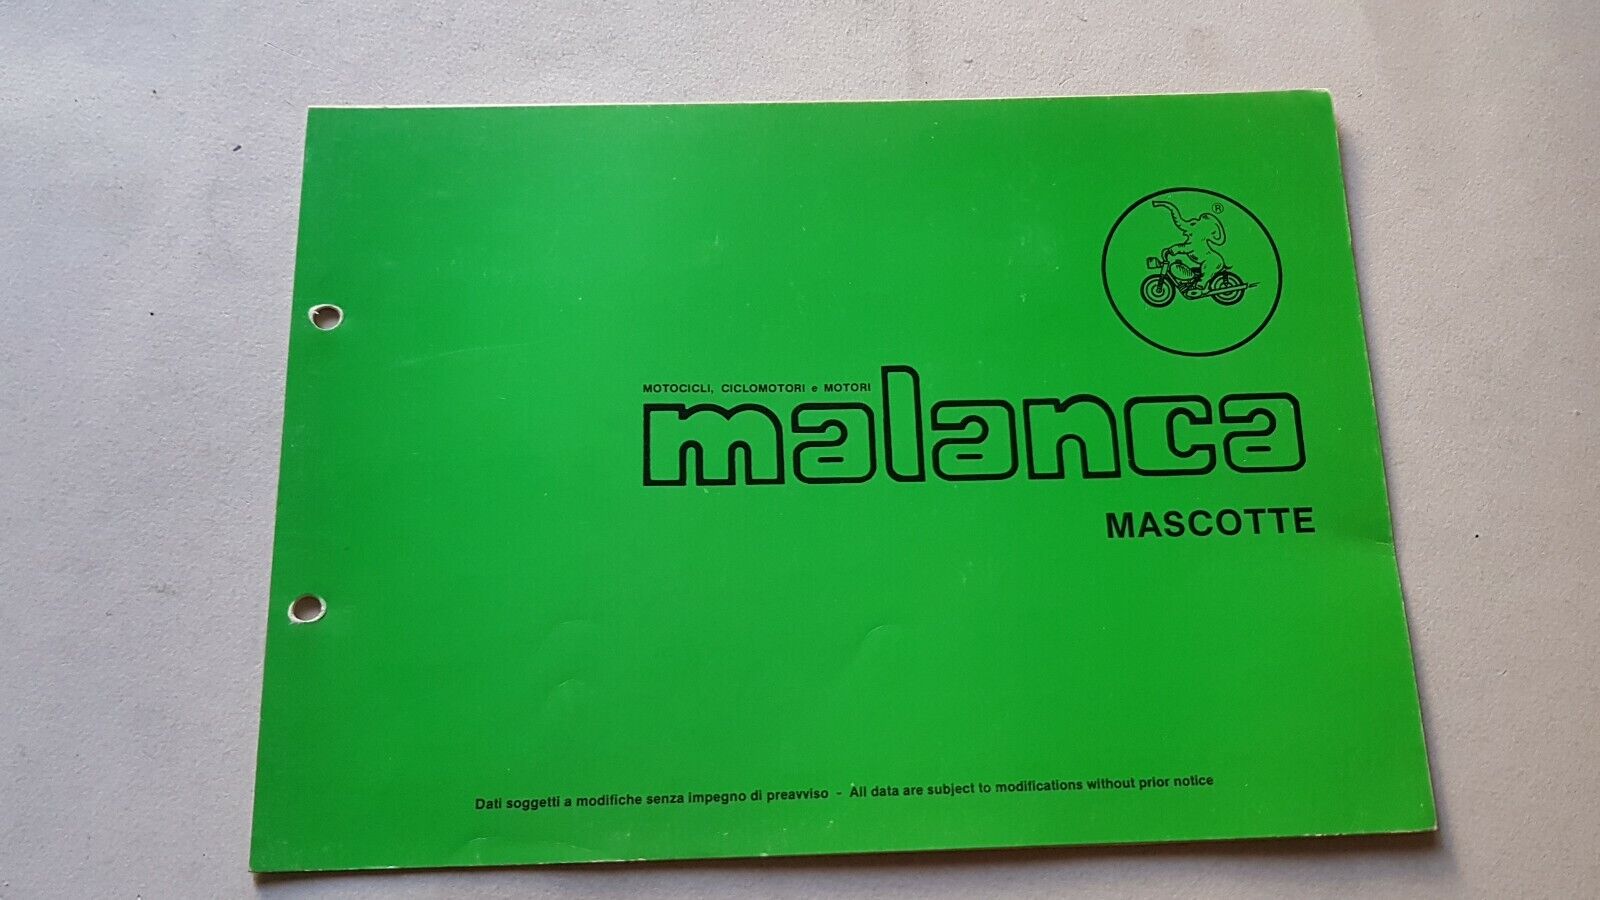 ®
MOTOCICLI, CICLOMOTORI e MOTORI
malanca
MASCOTTE
Dati soggetti a modifiche senza impegno di preavviso - All data are subject to modifications without prior notice